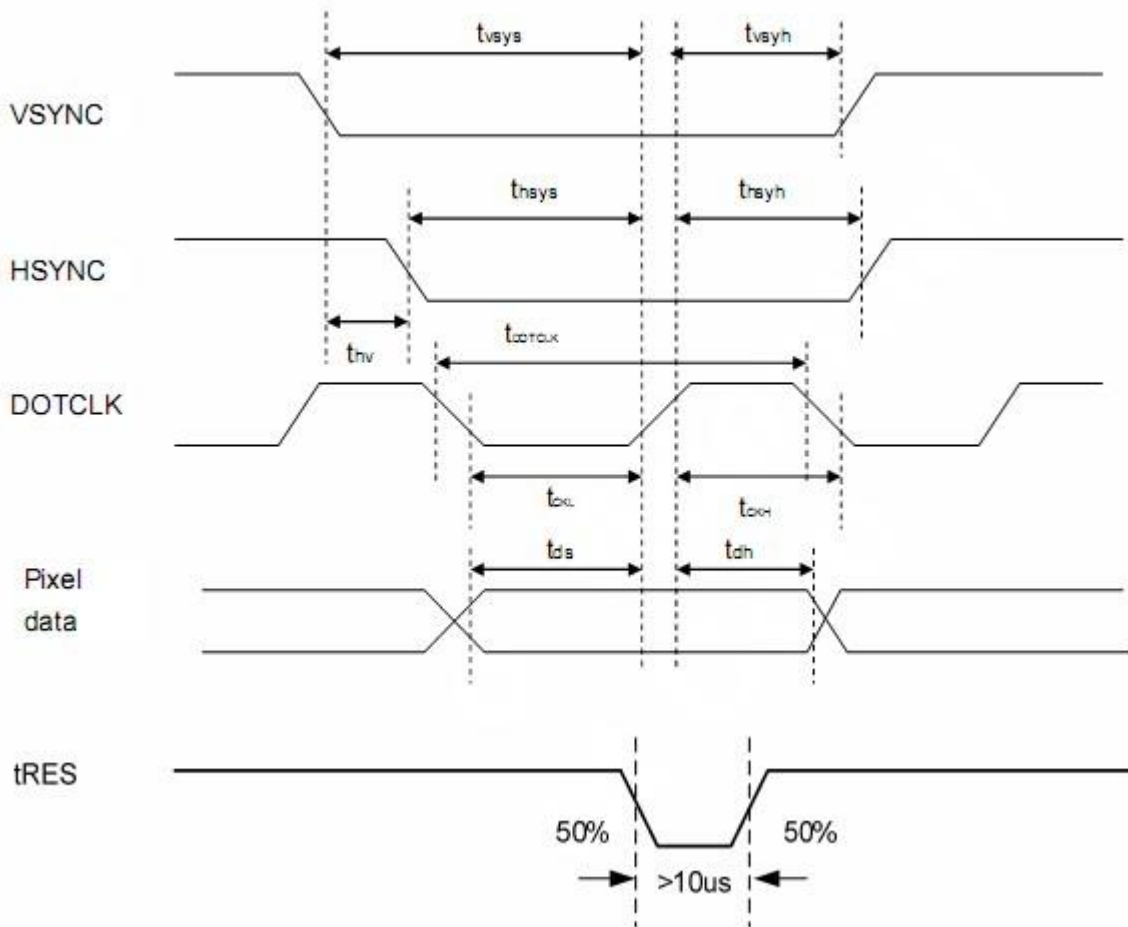 tvsys tvsyh
VSYNC
thsys thsyh
HSYNC
thv tDOTCLK
DOTCLK
tCKL tCKH
tds tdh
Pixel
data
tRES
50% 50%
>10us